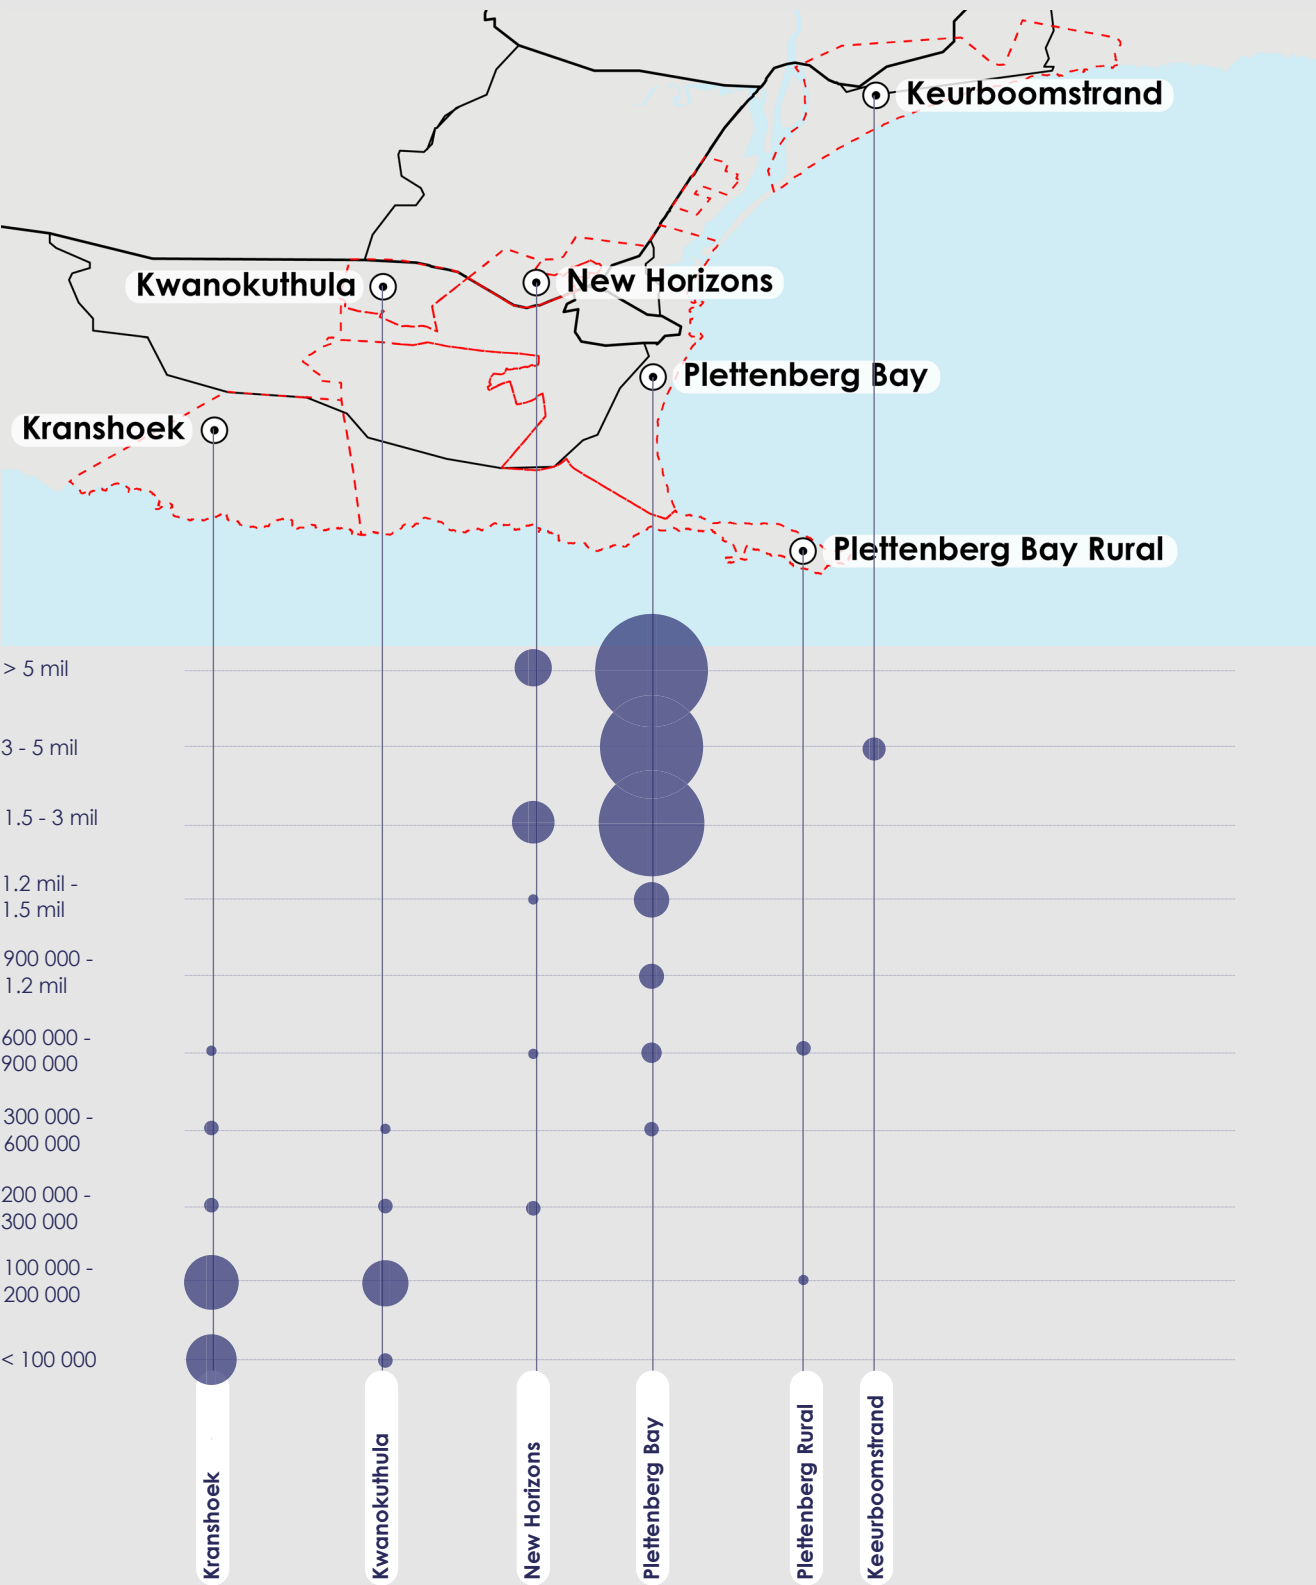 Keurboomstrand
Kwanokuthula
New Horizons
Plettenberg Bay
Kranshoek
Plettenberg Bay Rural
> 5 mil
3 - 5 mil
1.5 - 3 mil
1.2 mil -
1.5 mil
900 000 -
1.2 mil
600 000 -
900 000
300 000 -
600 000
200 000 -
300 000
100 000 -
200 000
< 100 000
Kranshoek
Kwanokuthula
New Horizons
Plettenberg Bay
Plettenberg Rural
Keeurboomstrand